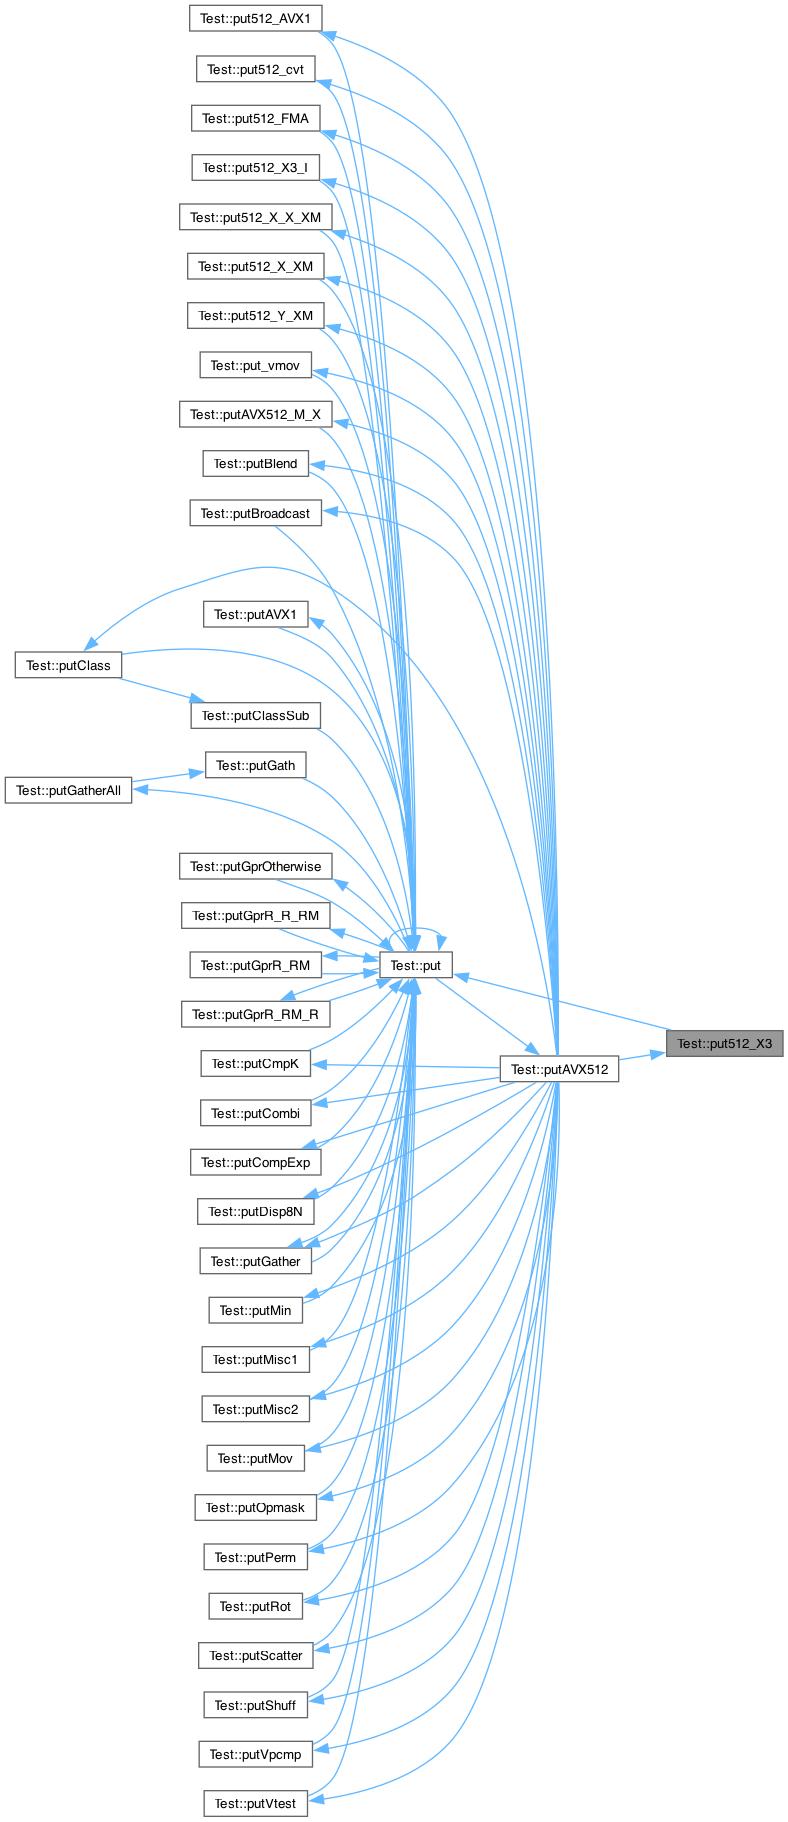 Test::put512_AVX1
Test::put512_cvt
Test::put512_FMA
Test::put512_X3_I
Test::put512_X_X_XM
Test::put512_X_XM
Test::put512_Y_XM
Test::put_vmov
Test::putAVX512_M_X
Test::putBlend
Test::putBroadcast
Test::putAVX1
Test::putClass
Test::putClassSub
Test::putGath
Test::putGatherAll
Test::putGprOtherwise
Test::putGprR_R_RM
Test::putGprR_RM
Test::put
Test::putGprR_RM_R
Test::put512_X3
Test::putCmpK
Test::putAVX512
Test::putCombi
Test::putCompExp
Test::putDisp8N
Test::putGather
Test::putMin
Test::putMisc1
Test::putMisc2
Test::putMov
Test::putOpmask
Test::putPerm
Test::putRot
Test::putScatter
Test::putShuff
Test::putVpcmp
Test::putVtest